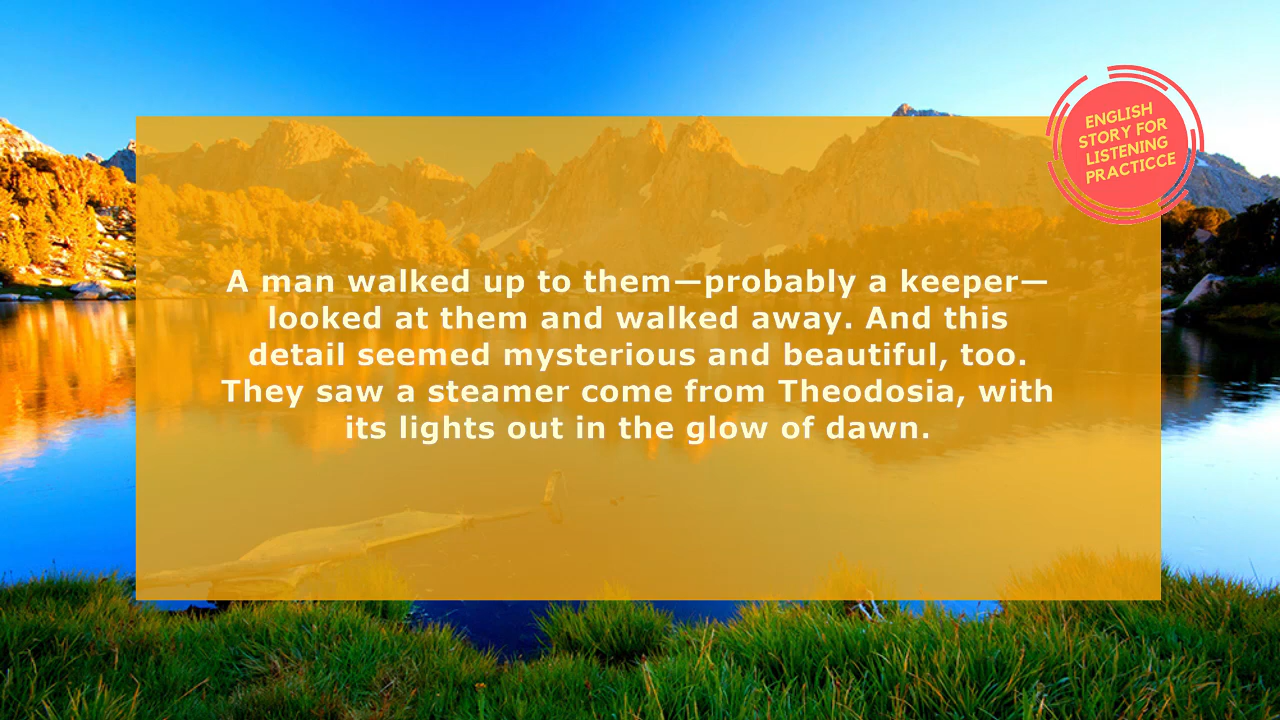 ENGLISH
STORY FOR
LISTENING
PRACTICCE
A man walked up to them—probably a keeper—
looked at them and walked away. And this
detail seemed mysterious and beautiful, too.
They saw a steamer come from Theodosia, with
its lights out in the glow of dawn.